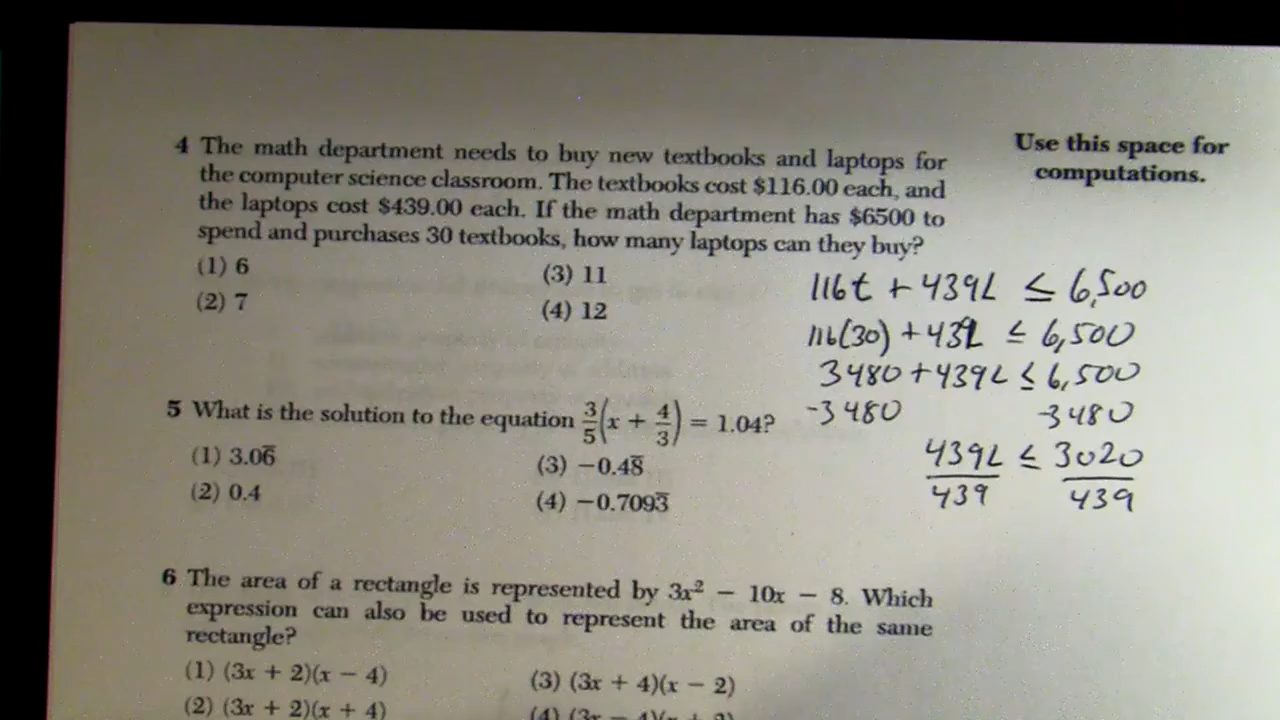 4 The math department needs to buy new textbooks and laptops for
the computer science classroom. The textbooks cost $116.00 each, and
the laptops cost $439.00 each. If the math department has $6500 to
spend and purchases 30 textbooks, how many laptops can they buy?
(1) 6 (3) 11
(2) 7 (4) 12
Use this space for
computations.
116t + 439L ≤ 6,500
116(30) + 439L ≤ 6,500
3480 + 439L ≤ 6,500
-3480 -3480
439L ≤ 3020
439 439
5 What is the solution to the equation 3/5(x + 4/3) = 1.04?
(1) 3.06̅ (3) −0.48̅
(2) 0.4 (4) −0.7093̅
6 The area of a rectangle is represented by 3x² − 10x − 8. Which
expression can also be used to represent the area of the same
rectangle?
(1) (3x + 2)(x − 4) (3) (3x + 4)(x − 2)
(2) (3x + 2)(x + 4) (4) (3x